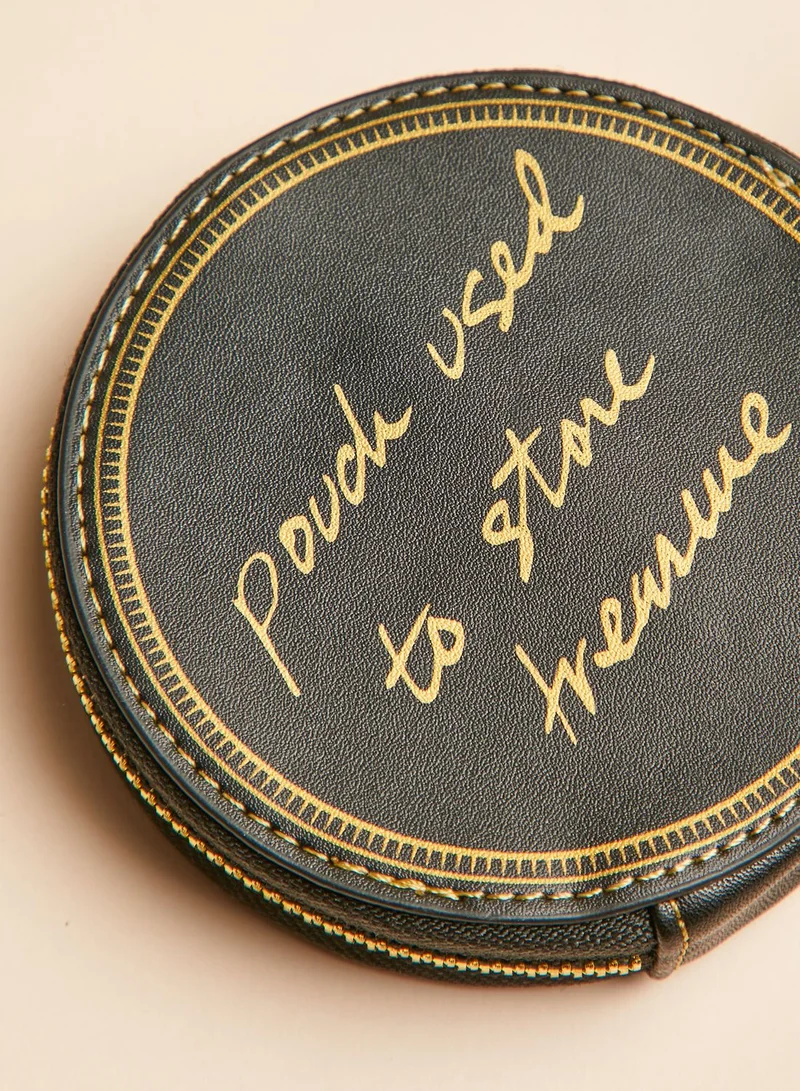 pouch used
to store
treasure